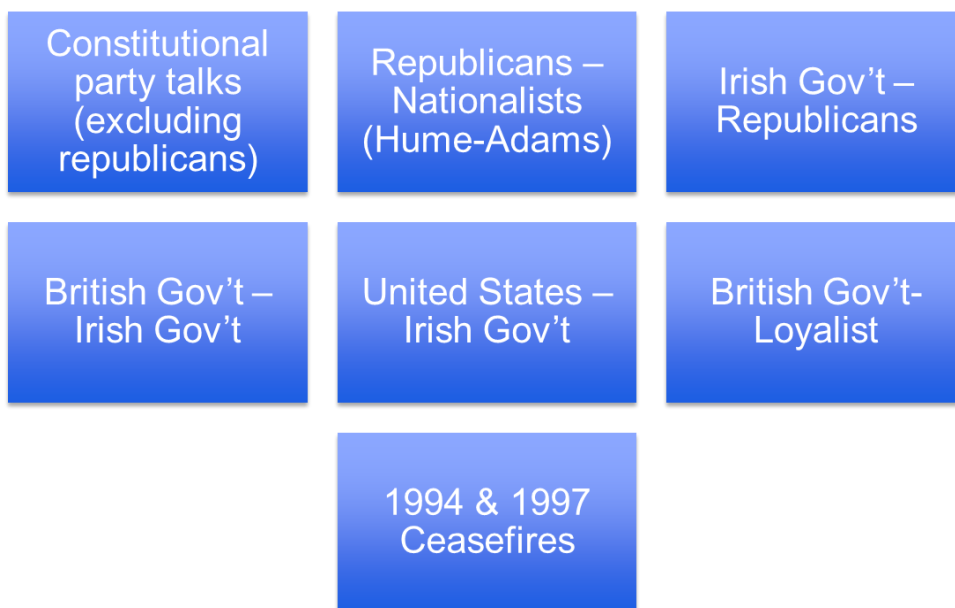 Constitutional
party talks
(excluding
republicans)
Republicans –
Nationalists
(Hume-Adams)
Irish Gov’t –
Republicans
British Gov’t –
Irish Gov’t
United States –
Irish Gov’t
British Gov’t-
Loyalist
1994 & 1997
Ceasefires